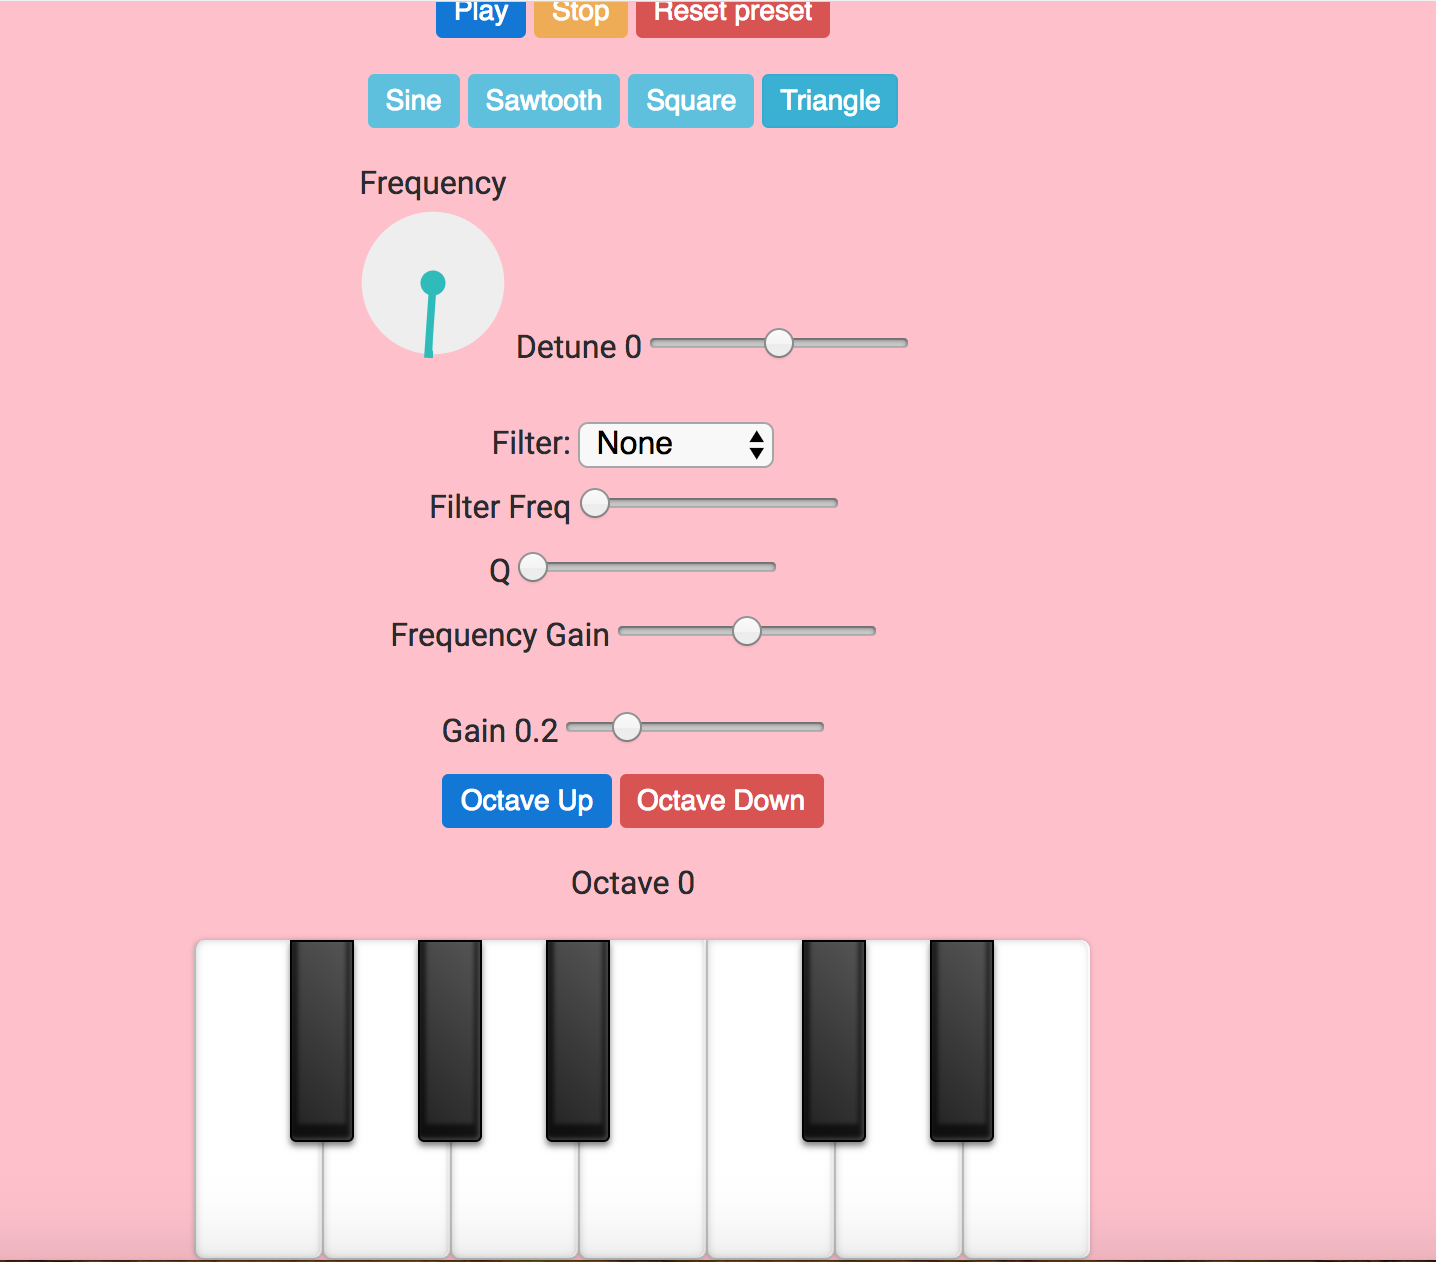 Play Stop Reset preset
Sine Sawtooth Square Triangle
Frequency
Detune 0
Filter: None
Filter Freq
Q
Frequency Gain
Gain 0.2
Octave Up Octave Down
Octave 0